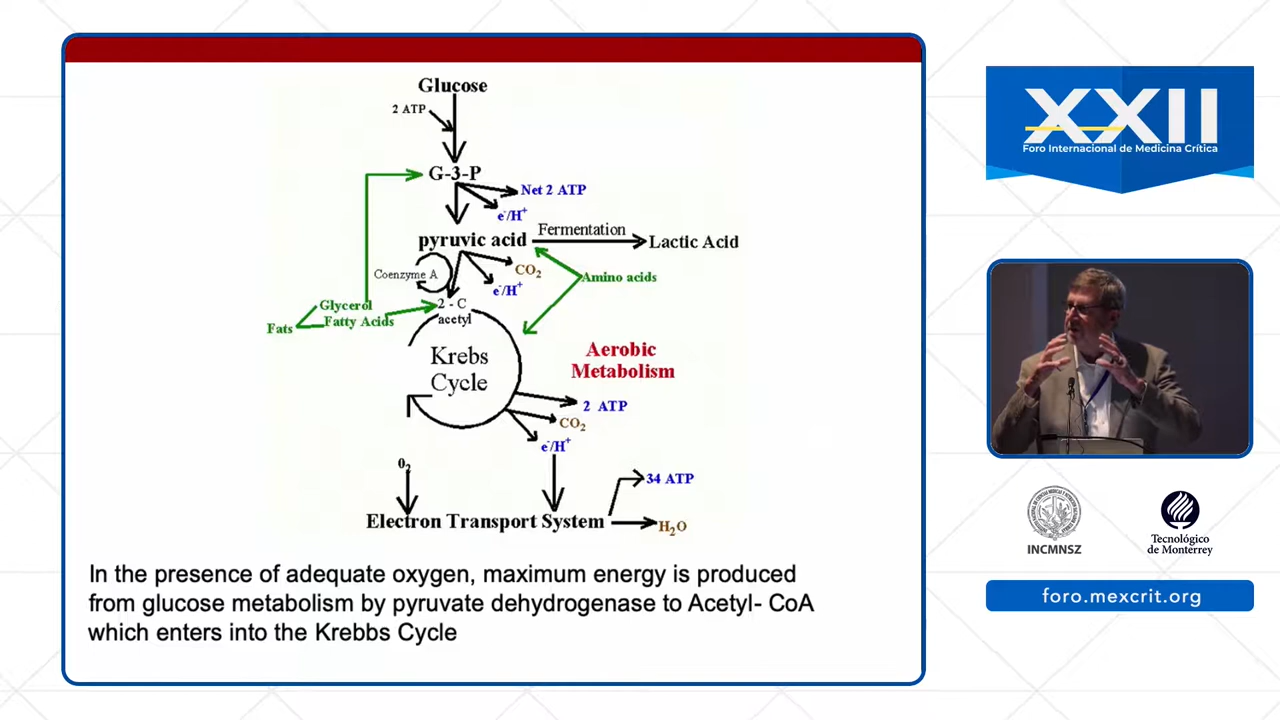 Glucose
2 ATP
G-3-P
Net 2 ATP
e⁻/H⁺
pyruvic acid
Fermentation
Lactic Acid
Coenzyme A
CO₂
e⁻/H⁺
Amino acids
Glycerol
Fats
Fatty Acids
2 - C
acetyl
Krebs
Cycle
Aerobic
Metabolism
2 ATP
CO₂
e⁻/H⁺
0₂
34 ATP
Electron Transport System
H₂O
In the presence of adequate oxygen, maximum energy is produced
from glucose metabolism by pyruvate dehydrogenase to Acetyl- CoA
which enters into the Krebbs Cycle
XXII
Foro Internacional de Medicina Crítica
INCMNSZ
Tecnológico
de Monterrey
foro.mexcrit.org